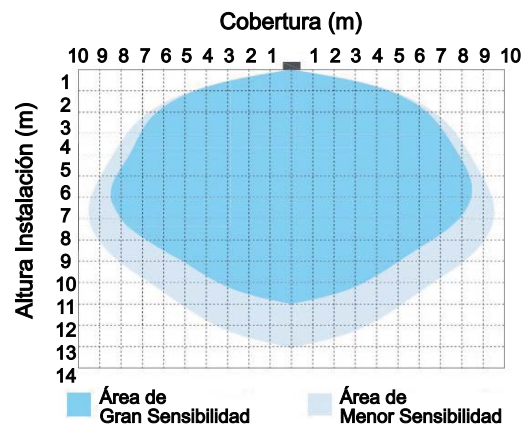 Cobertura (m)
10 9 8 7 6 5 4 3 2 1 1 2 3 4 5 6 7 8 9 10
Altura Instalación (m)
1
2
3
4
5
6
7
8
9
10
11
12
13
14
Área de
Gran Sensibilidad
Área de
Menor Sensibilidad